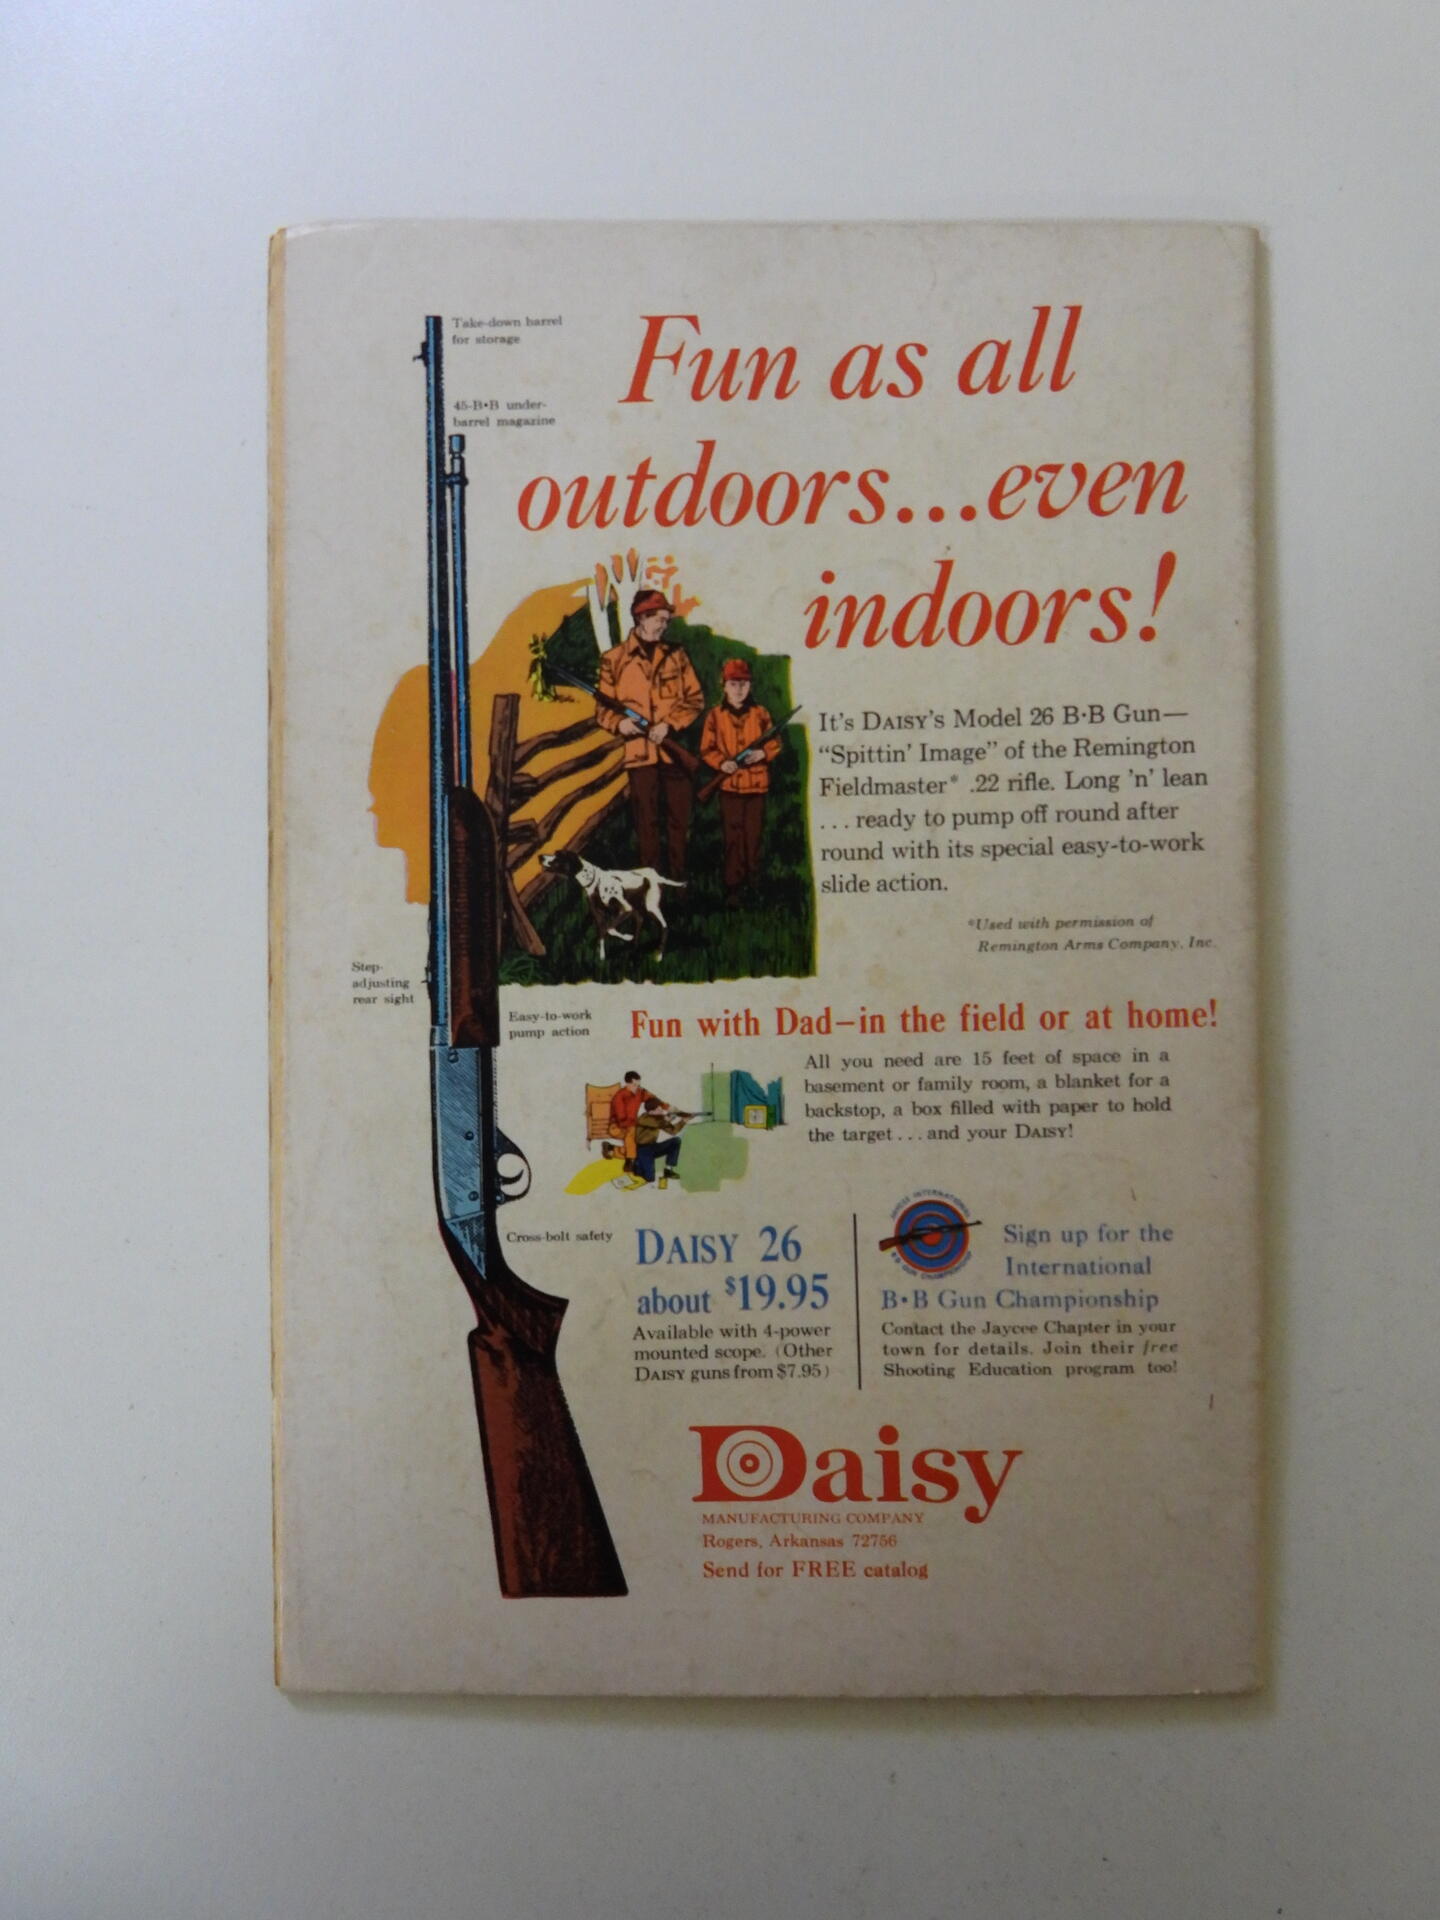 Take-down barrel
for storage
45-B•B under-
barrel magazine
Fun as all
outdoors...even
indoors!
It's DAISY's Model 26 B•B Gun—
"Spittin' Image" of the Remington
Fieldmaster* .22 rifle. Long 'n' lean
...ready to pump off round after
round with its special easy-to-work
slide action.
*Used with permission of
Remington Arms Company, Inc.
Step-
adjusting
rear sight
Easy-to-work
pump action
Fun with Dad—in the field or at home!
All you need are 15 feet of space in a
basement or family room, a blanket for a
backstop, a box filled with paper to hold
the target...and your DAISY!
Cross-bolt safety
DAISY 26
about $19.95
Available with 4-power
mounted scope. (Other
DAISY guns from $7.95)
JAYCEE INTERNATIONAL
B•B GUN CHAMPIONSHIP
Sign up for the
International
B•B Gun Championship
Contact the Jaycee Chapter in your
town for details. Join their free
Shooting Education program too!
Daisy
MANUFACTURING COMPANY
Rogers, Arkansas 72756
Send for FREE catalog